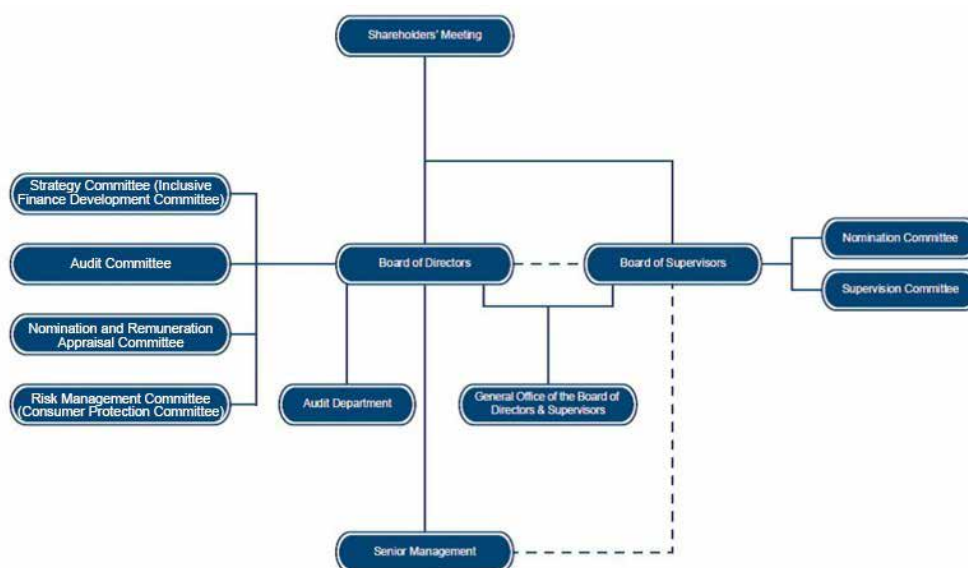 Shareholders' Meeting
Strategy Committee (Inclusive
Finance Development Committee)
Audit Committee
Nomination and Remuneration
Appraisal Committee
Risk Management Committee
(Consumer Protection Committee)
Board of Directors
Board of Supervisors
Nomination Committee
Supervision Committee
Audit Department
General Office of the Board of
Directors & Supervisors
Senior Management